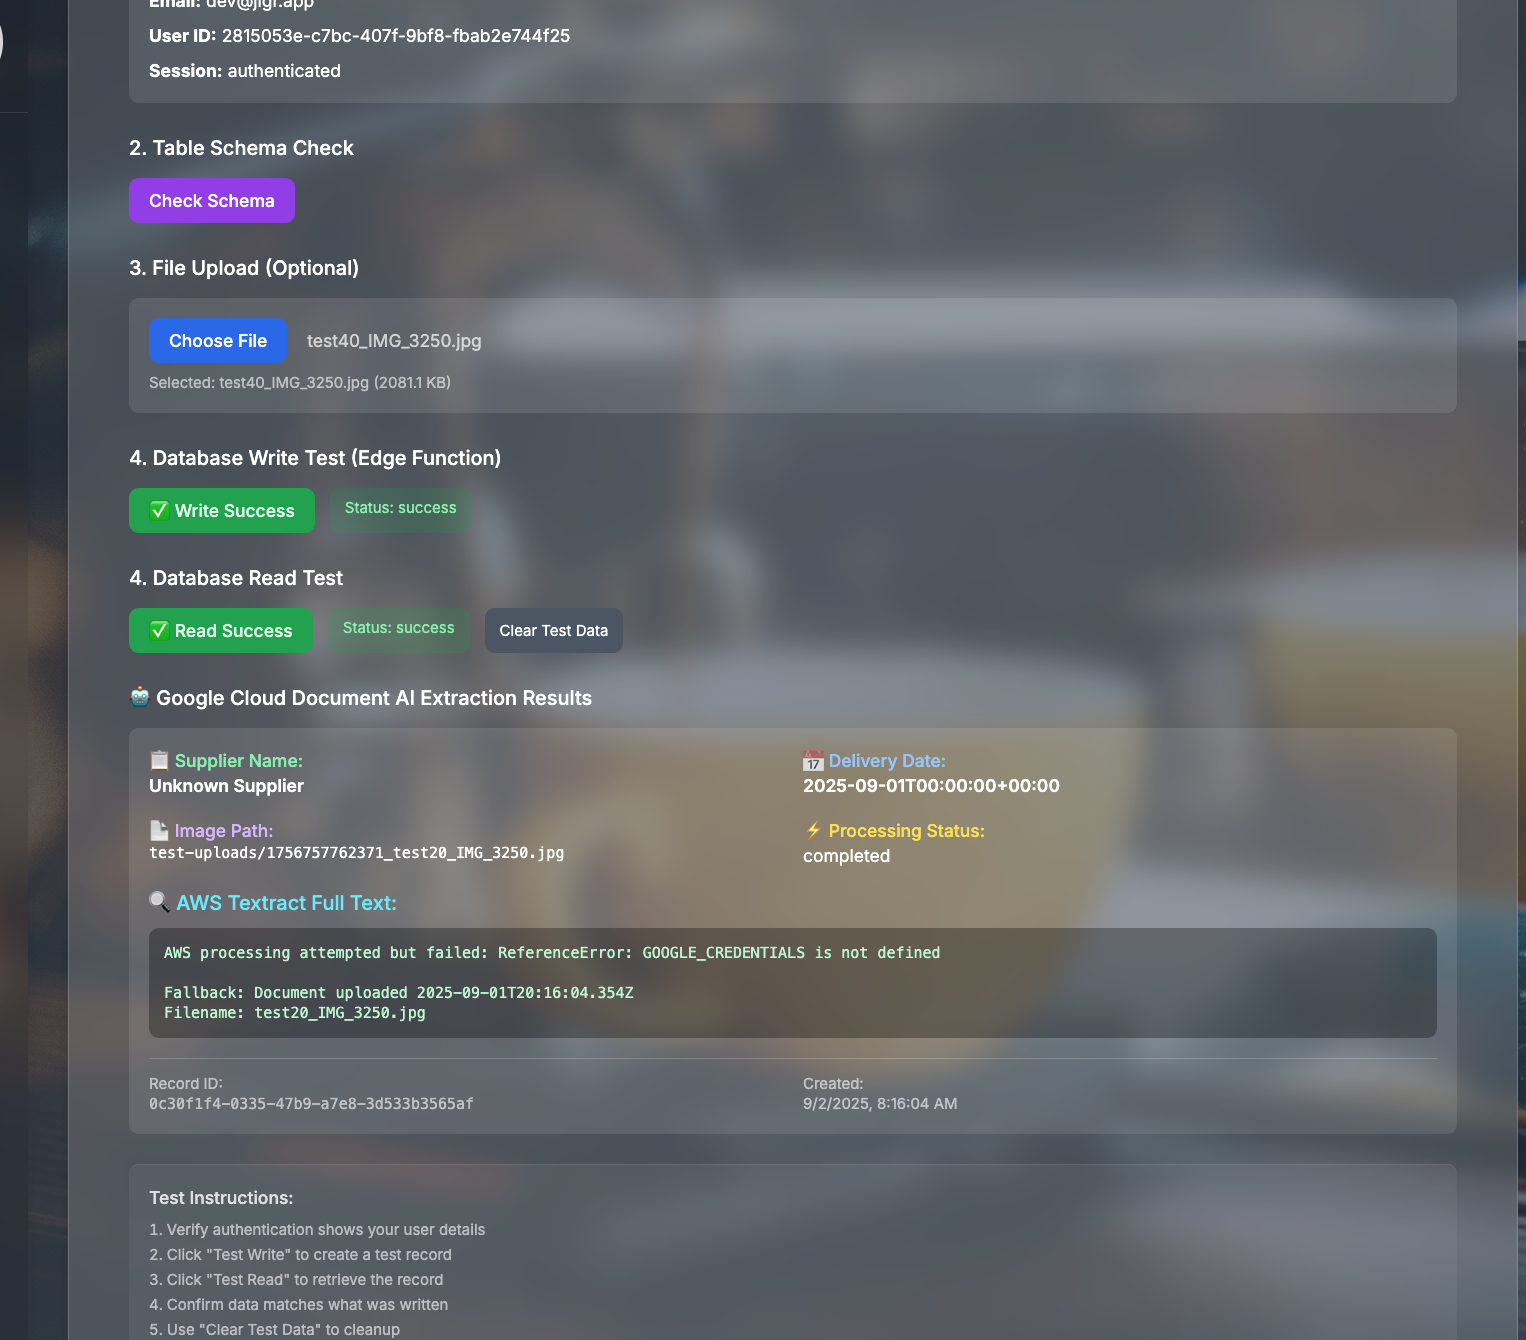 Email: dev@jigr.app
User ID: 2815053e-c7bc-407f-9bf8-fbab2e744f25
Session: authenticated
2. Table Schema Check
Check Schema
3. File Upload (Optional)
Choose File test40_IMG_3250.jpg
Selected: test40_IMG_3250.jpg (2081.1 KB)
4. Database Write Test (Edge Function)
✅ Write Success Status: success
4. Database Read Test
✅ Read Success Status: success Clear Test Data
🤖 Google Cloud Document AI Extraction Results
📋 Supplier Name:
Unknown Supplier
📅 Delivery Date:
2025-09-01T00:00:00+00:00
📄 Image Path:
test-uploads/1756757762371_test20_IMG_3250.jpg
⚡ Processing Status:
completed
🔍 AWS Textract Full Text:
AWS processing attempted but failed: ReferenceError: GOOGLE_CREDENTIALS is not defined
Fallback: Document uploaded 2025-09-01T20:16:04.354Z
Filename: test20_IMG_3250.jpg
Record ID:
0c30f1f4-0335-47b9-a7e8-3d533b3565af
Created:
9/2/2025, 8:16:04 AM
Test Instructions:
1. Verify authentication shows your user details
2. Click "Test Write" to create a test record
3. Click "Test Read" to retrieve the record
4. Confirm data matches what was written
5. Use "Clear Test Data" to cleanup